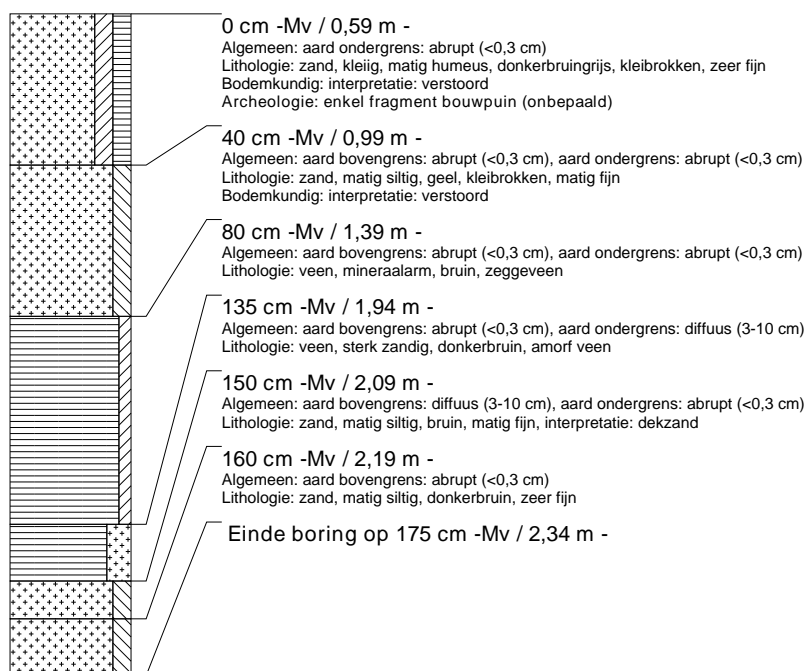 0 cm -Mv / 0,59 m -
Algemeen: aard ondergrens: abrupt (<0,3 cm)
Lithologie: zand, kleiig, matig humeus, donkerbruingrijs, kleibrokken, zeer fijn
Bodemkundig: interpretatie: verstoord
Archeologie: enkel fragment bouwpuin (onbepaald)
40 cm -Mv / 0,99 m -
Algemeen: aard bovengrens: abrupt (<0,3 cm), aard ondergrens: abrupt (<0,3 cm)
Lithologie: zand, matig siltig, geel, kleibrokken, matig fijn
Bodemkundig: interpretatie: verstoord
80 cm -Mv / 1,39 m -
Algemeen: aard bovengrens: abrupt (<0,3 cm), aard ondergrens: abrupt (<0,3 cm)
Lithologie: veen, mineraalarm, bruin, zeggeveen
135 cm -Mv / 1,94 m -
Algemeen: aard bovengrens: abrupt (<0,3 cm), aard ondergrens: diffuus (3-10 cm)
Lithologie: veen, sterk zandig, donkerbruin, amorf veen
150 cm -Mv / 2,09 m -
Algemeen: aard bovengrens: diffuus (3-10 cm), aard ondergrens: abrupt (<0,3 cm)
Lithologie: zand, matig siltig, bruin, matig fijn, interpretatie: dekzand
160 cm -Mv / 2,19 m -
Algemeen: aard bovengrens: abrupt (<0,3 cm)
Lithologie: zand, matig siltig, donkerbruin, zeer fijn
Einde boring op 175 cm -Mv / 2,34 m -